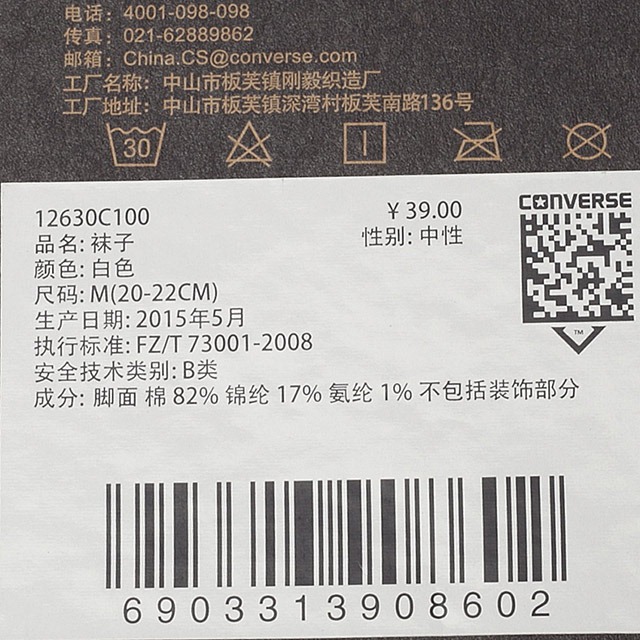 电话：4001-098-098
传真：021-62889862
邮箱：China.CS@converse.com
工厂名称：中山市板芙镇刚毅织造厂
工厂地址：中山市板芙镇深湾村板芙南路136号
30
12630C100
￥39.00
CONVERSE
品名: 袜子
性别: 中性
颜色: 白色
尺码: M(20-22CM)
生产日期: 2015年5月
TM
执行标准: FZ/T 73001-2008
安全技术类别: B类
成分: 脚面 棉 82% 锦纶 17% 氨纶 1% 不包括装饰部分
6903313908602